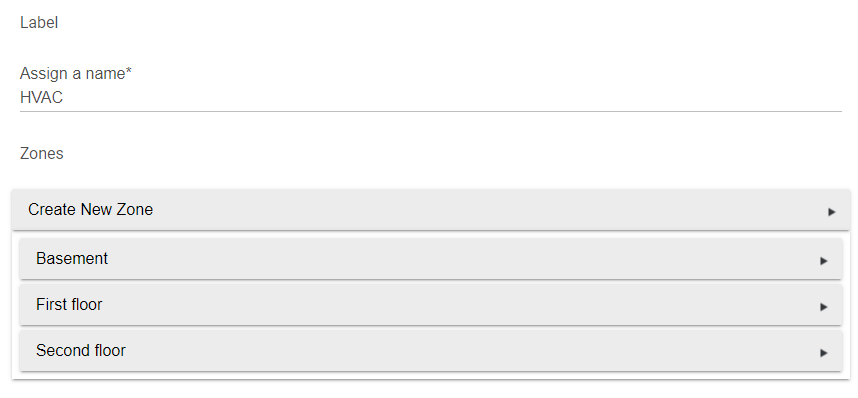 Label
Assign a name*
HVAC
Zones
Create New Zone
Basement
First floor
Second floor